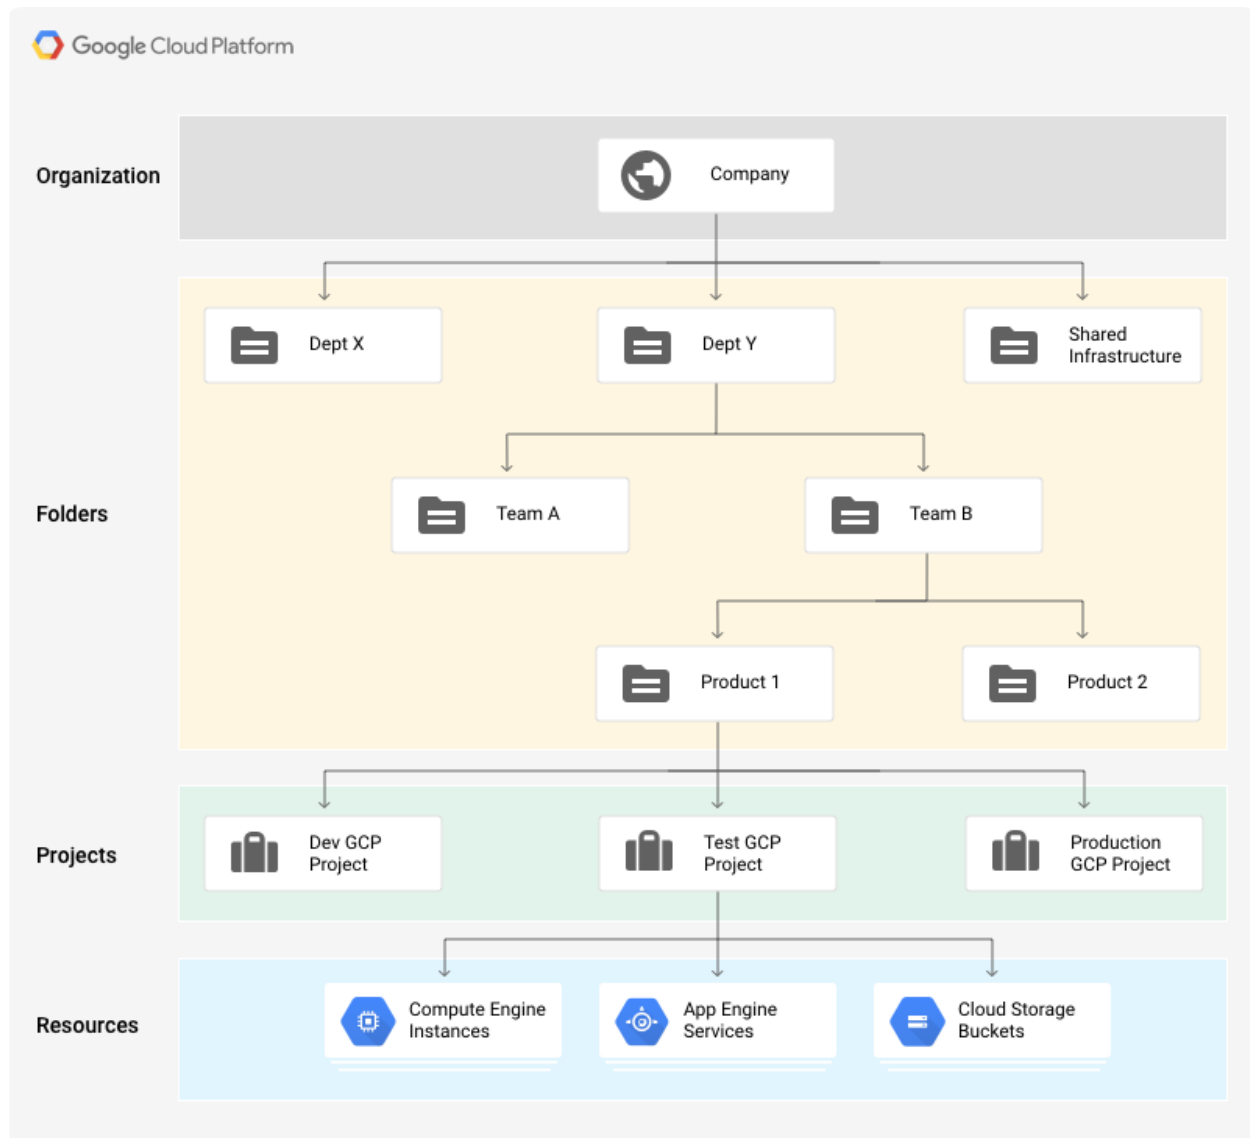 Google Cloud Platform
Organization
Company
Dept X
Dept Y
Shared
Infrastructure
Folders
Team A
Team B
Product 1
Product 2
Projects
Dev GCP
Project
Test GCP
Project
Production
GCP Project
Resources
Compute Engine
Instances
App Engine
Services
Cloud Storage
Buckets